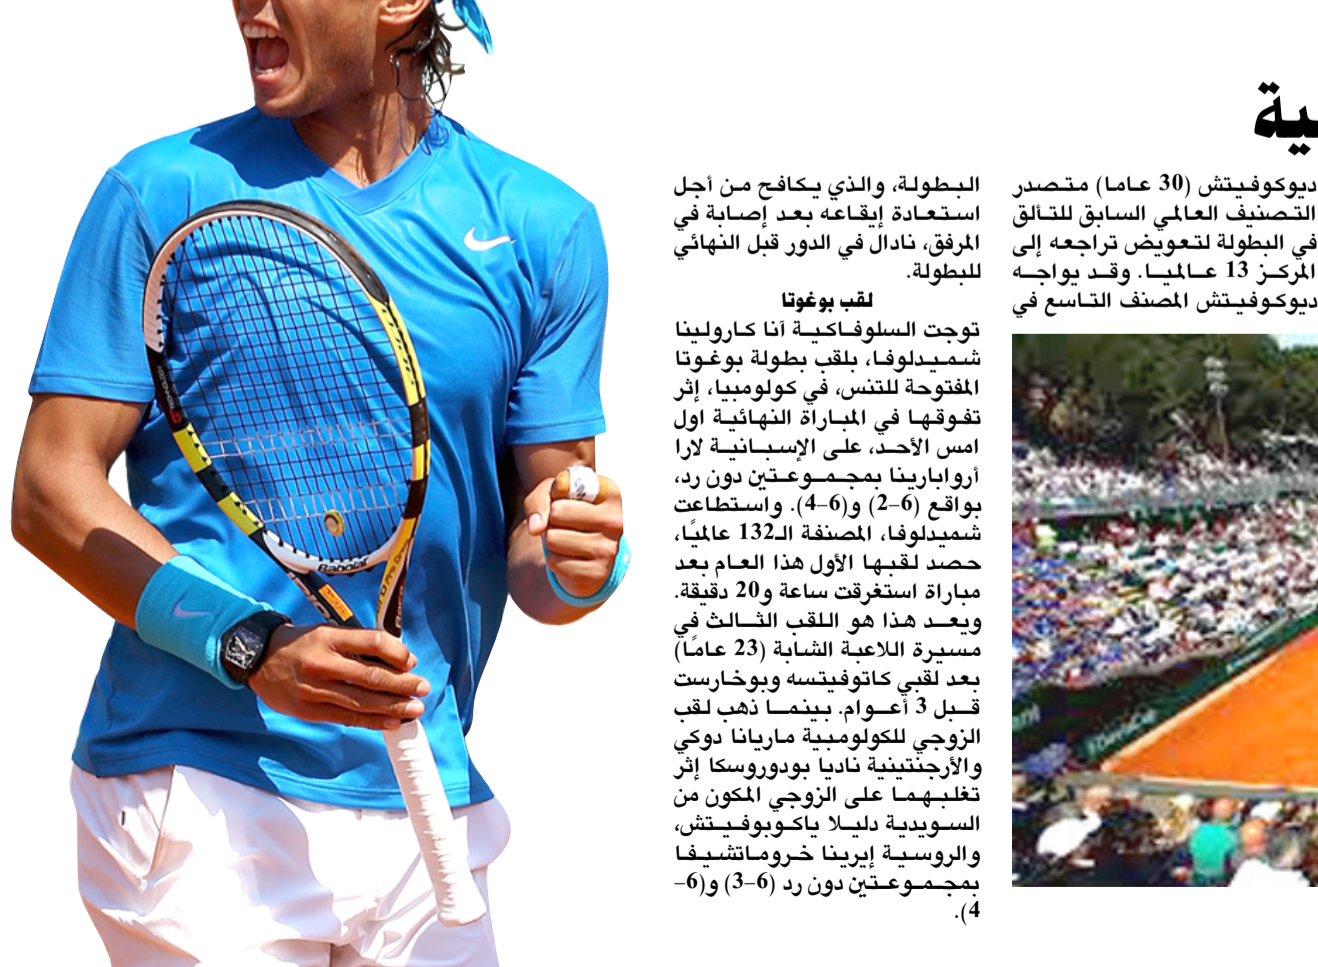 ية
ديوكوفيتش (30 عاما) متصدر
التصنيف العالمي السابق للتألق
في البطولة لتعويض تراجعه إلى
المركز 13 عالميا. وقد يواجه
ديوكوفيتش المصنف التاسع في
البطولة، والذي يكافح من أجل
استعادة إيقاعه بعد إصابة في
المرفق، نادال في الدور قبل النهائي
للبطولة.
لقب بوغوتا
توجت السلوفاكية آنا كارولينا
شميدلوفا، بلقب بطولة بوغوتا
المفتوحة للتنس، في كولومبيا، إثر
تفوقها في المباراة النهائية اول
امس الأحد، على الإسبانية لارا
أروابارينا بمجموعتين دون رد،
بواقع (6–2) و(6–4). واستطاعت
شميدلوفا، المصنفة الـ132 عالميًا،
حصد لقبها الأول هذا العام بعد
مباراة استغرقت ساعة و20 دقيقة.
ويعد هذا هو اللقب الثالث في
مسيرة اللاعبة الشابة (23 عامًا)
بعد لقبي كاتوفيتسه وبوخارست
قبل 3 أعوام. بينما ذهب لقب
الزوجي للكولومبية ماريانا دوكي
والأرجنتينية ناديا بودوروسكا إثر
تغلبهما على الزوجي المكون من
السويدية دليلا ياكوبوفيتش،
والروسية إيرينا خروماتشيفا
بمجموعتين دون رد (6–3) و(6–
4).
Babolat